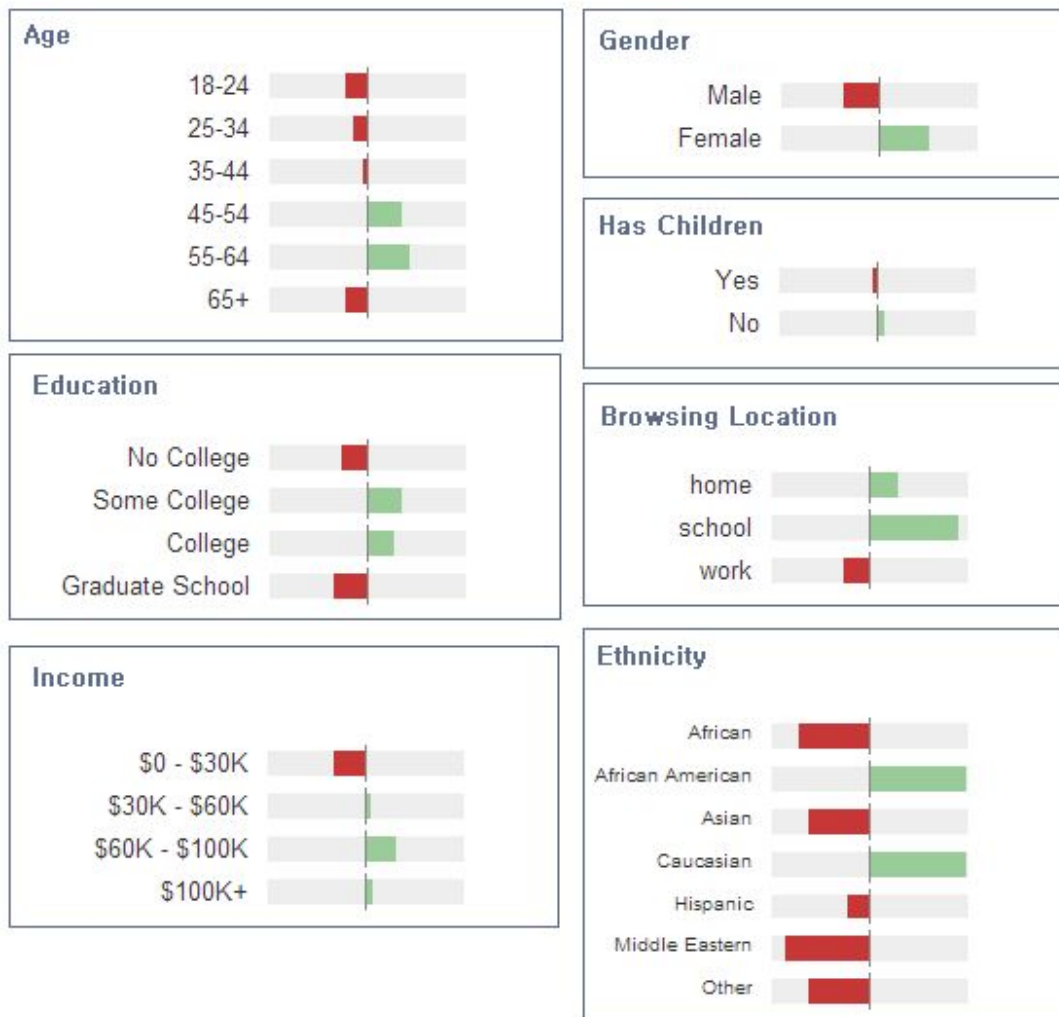 Age
18-24
25-34
35-44
45-54
55-64
65+
Education
No College
Some College
College
Graduate School
Income
$0 - $30K
$30K - $60K
$60K - $100K
$100K+
Gender
Male
Female
Has Children
Yes
No
Browsing Location
home
school
work
Ethnicity
African
African American
Asian
Caucasian
Hispanic
Middle Eastern
Other